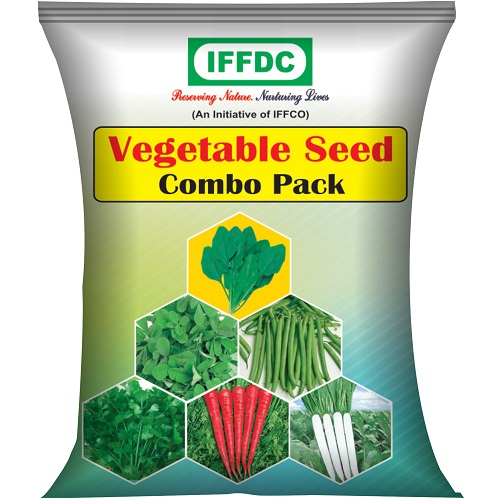 IFFDC
Reserving Nature. Nurturing Lives
(An Initiative of IFFCO)
Vegetable Seed
Combo Pack